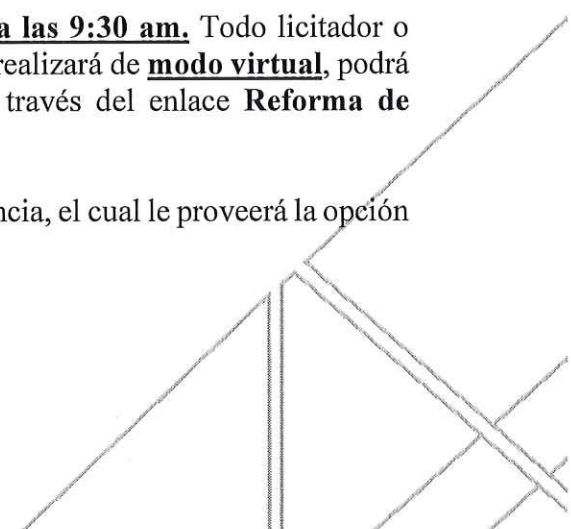 a las 9:30 am. Todo licitador o
realizará de modo virtual, podrá
través del enlace Reforma de
ncia, el cual le proveerá la opción